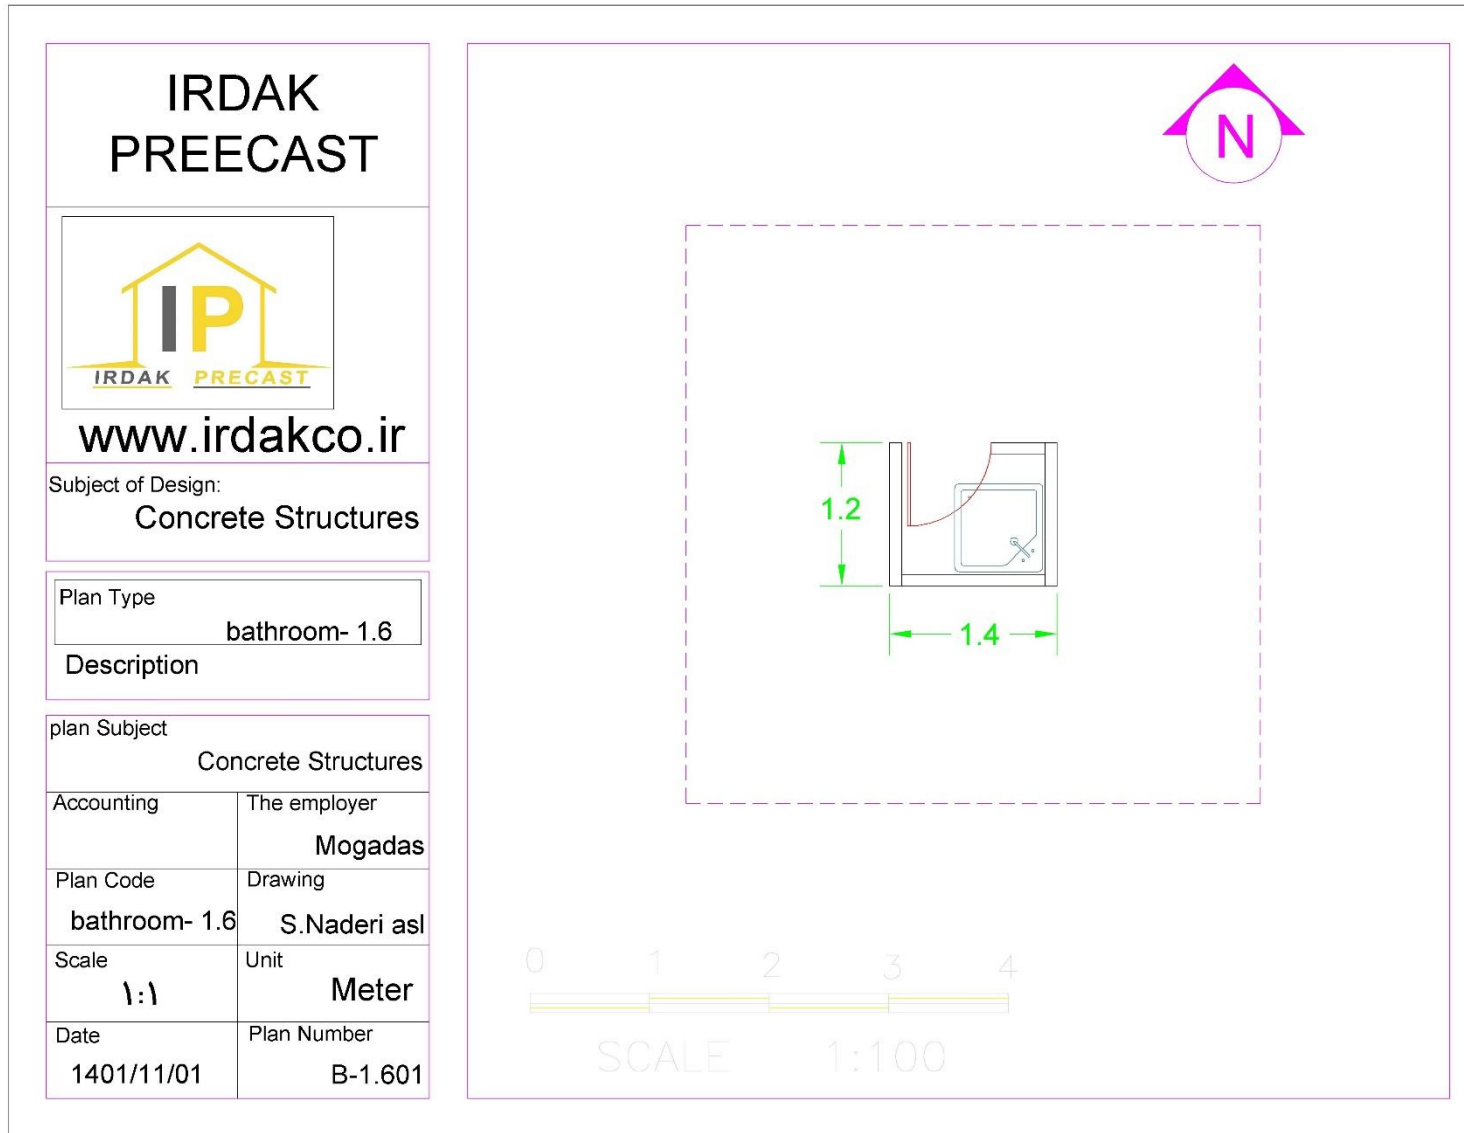 IRDAK
PREECAST
IP
IRDAK PRECAST
www.irdakco.ir
Subject of Design:
Concrete Structures
Plan Type
bathroom- 1.6
Description
plan Subject
Concrete Structures
Accounting
The employer
Mogadas
Plan Code
bathroom- 1.6
Drawing
S.Naderi asl
Scale
۱:۱
Unit
Meter
Date
1401/11/01
Plan Number
B-1.601
N
1.2
1.4
0 1 2 3 4
SCALE 1:100